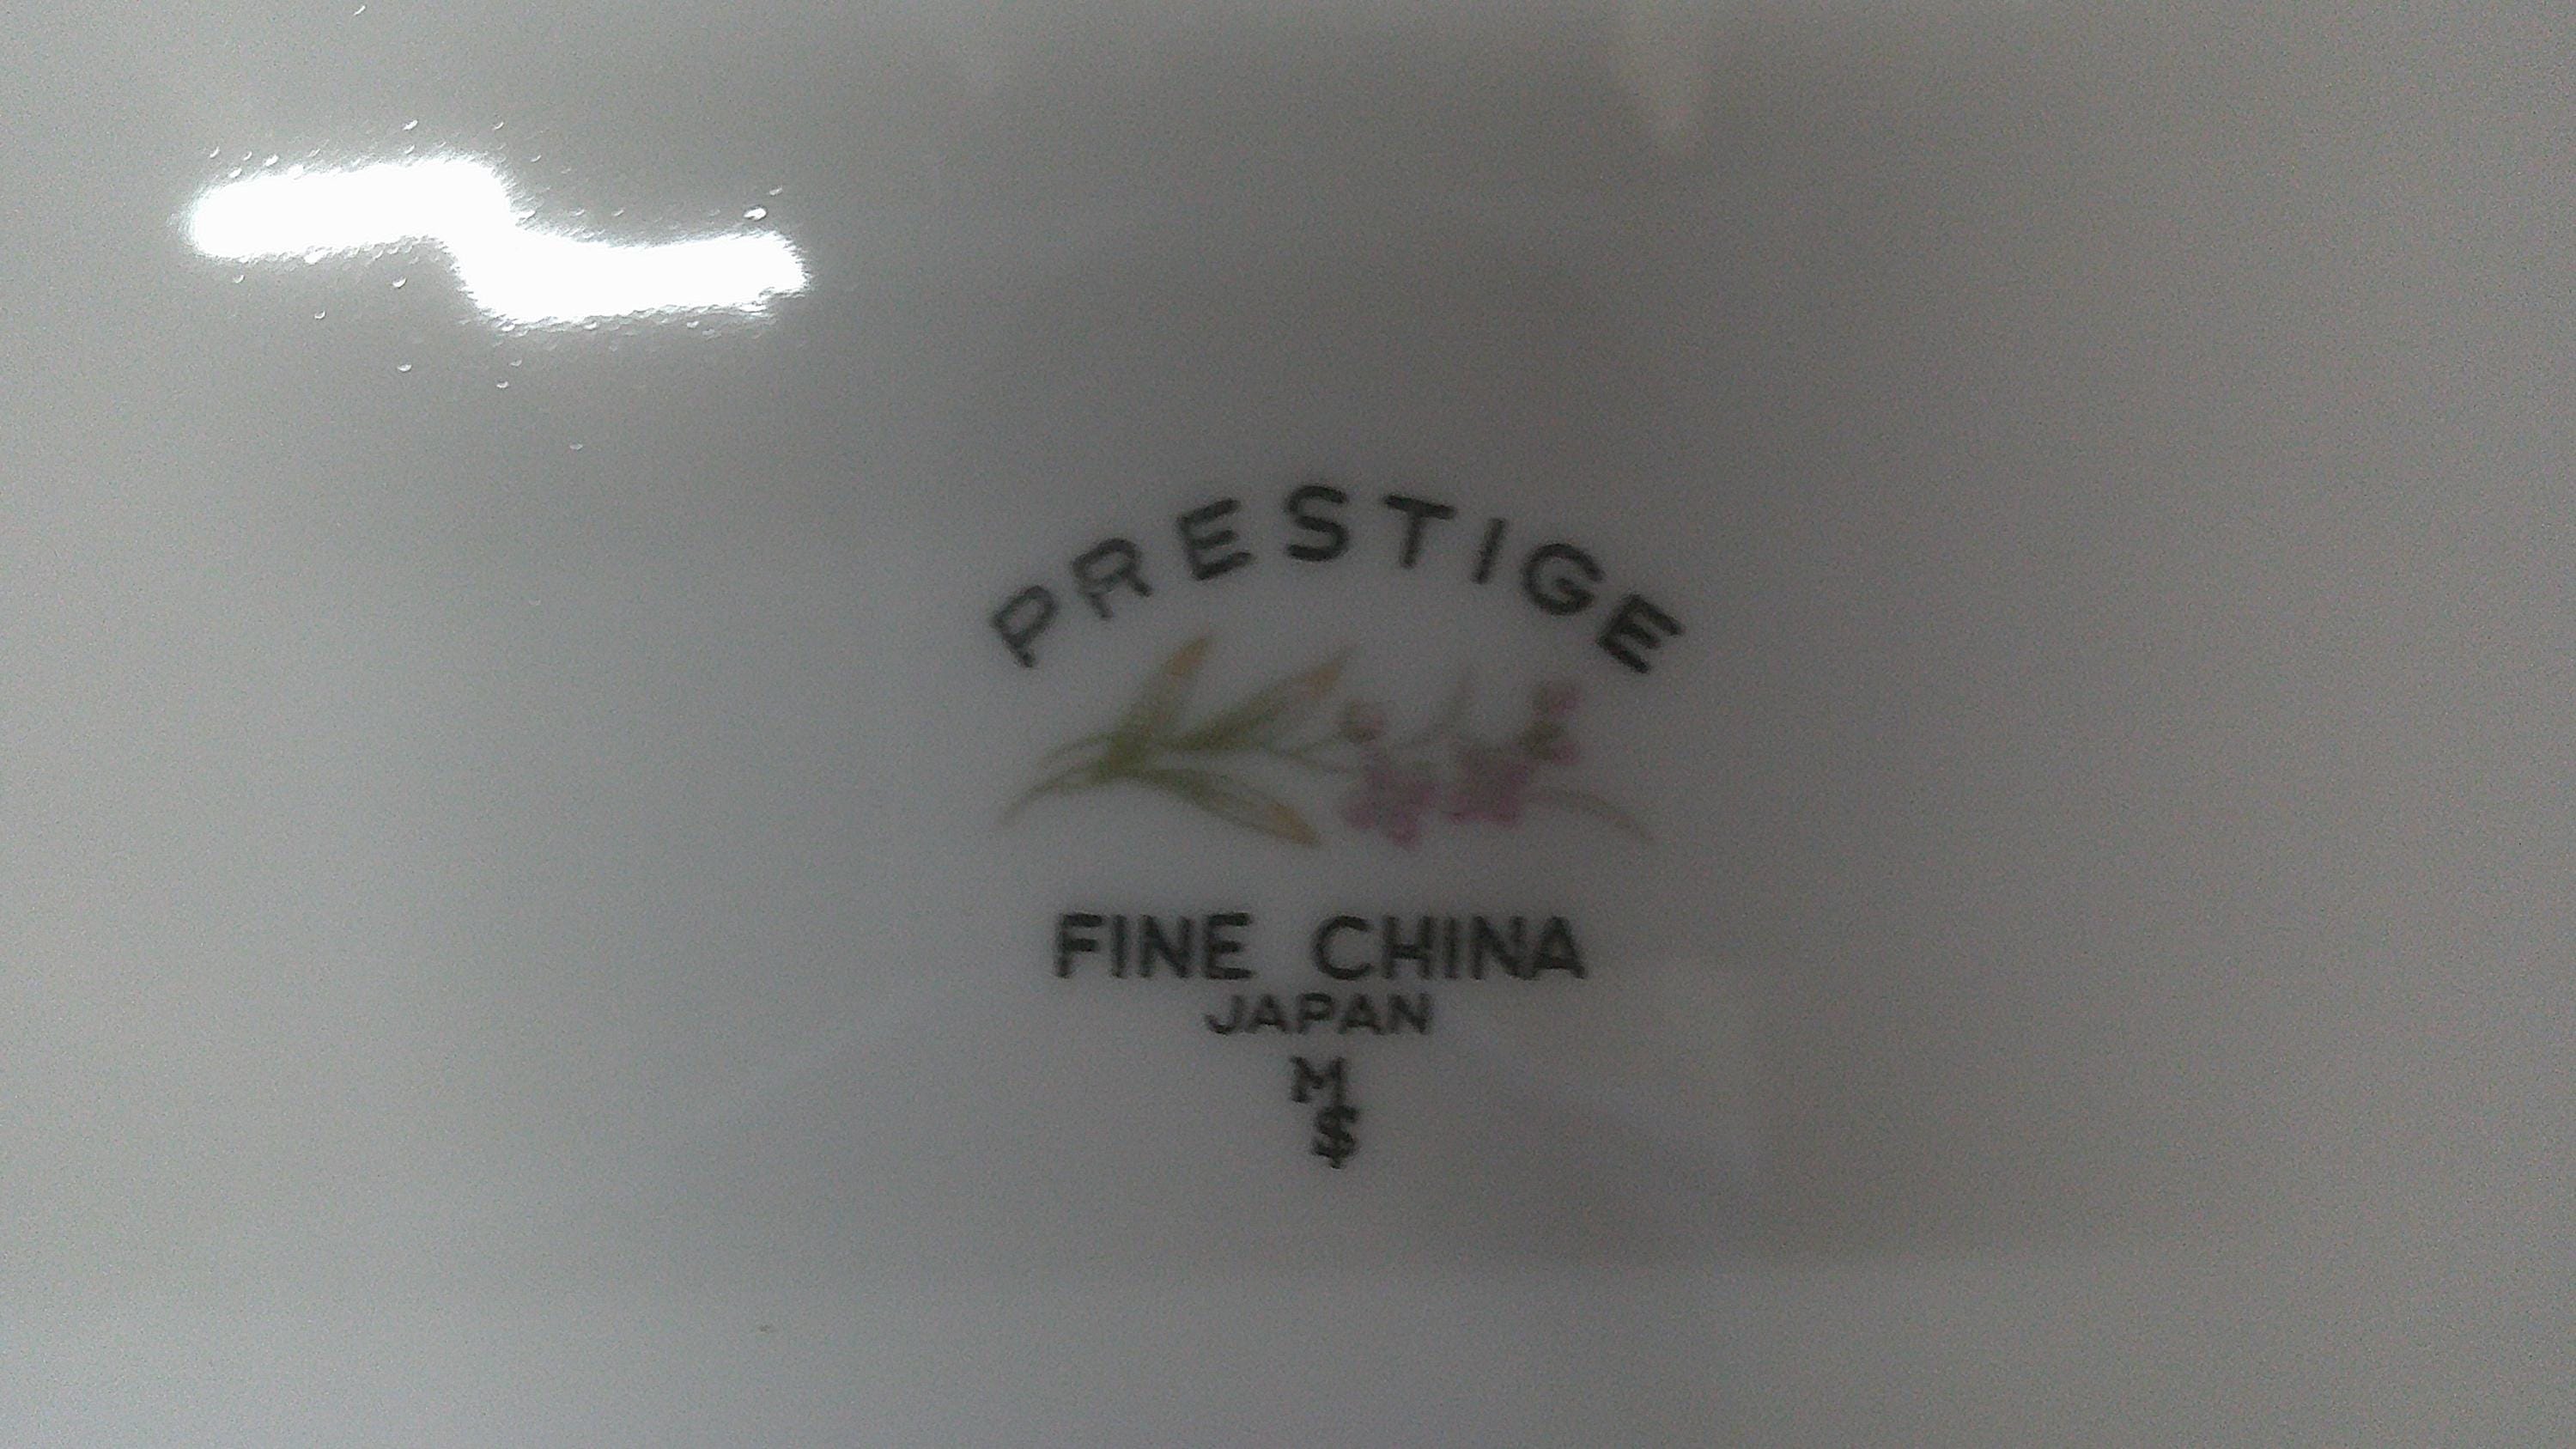 PRESTIGE
FINE CHINA
JAPAN
M
$